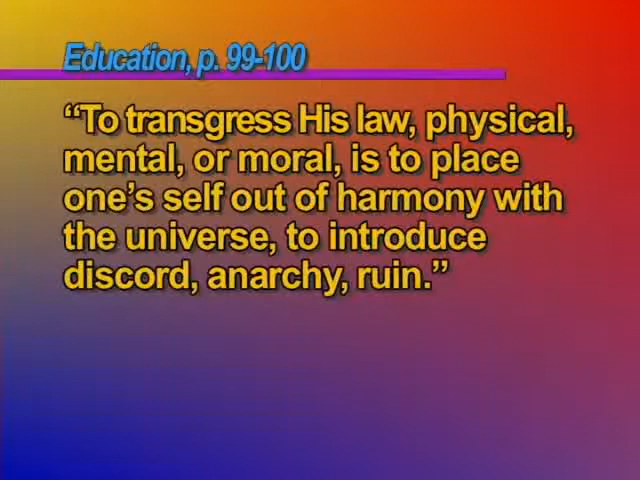 Education, p. 99-100
“To transgress His law, physical,
mental, or moral, is to place
one’s self out of harmony with
the universe, to introduce
discord, anarchy, ruin.”